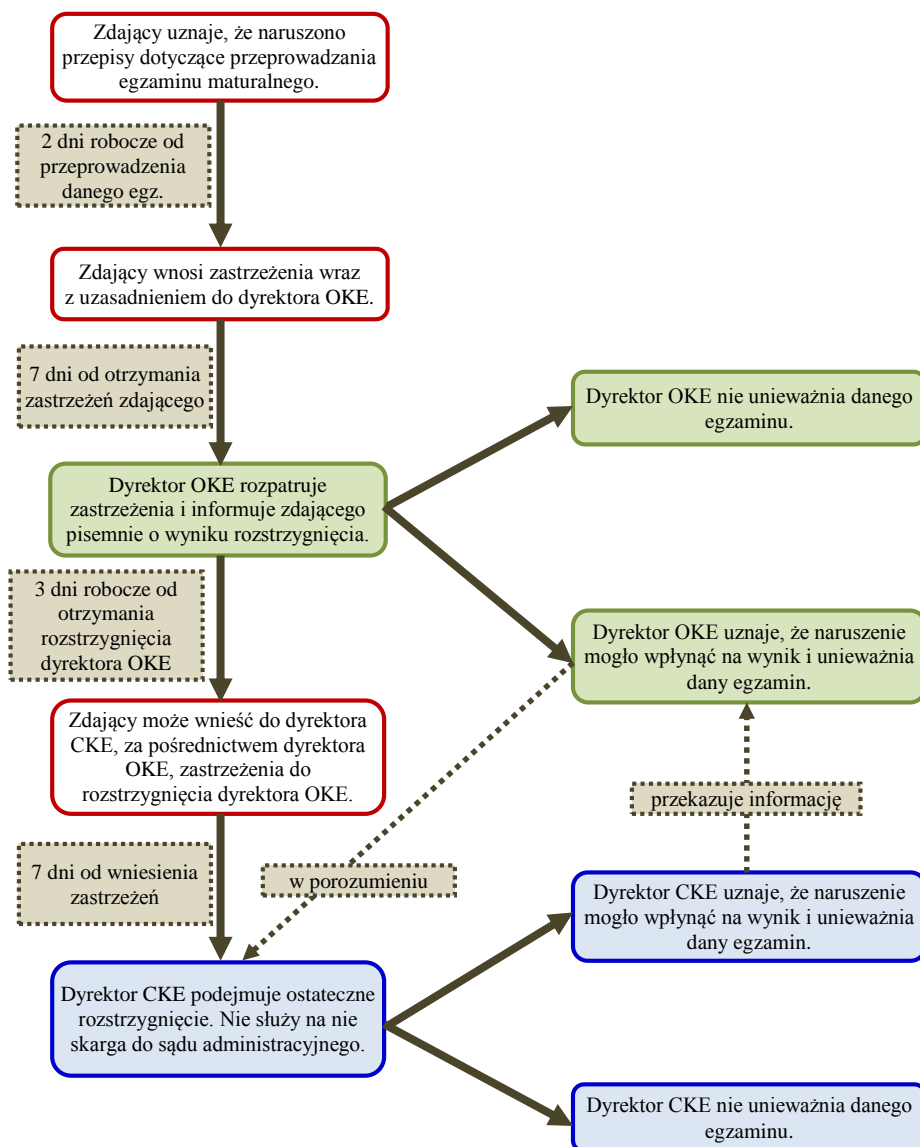 Zdający uznaje, że naruszono
przepisy dotyczące przeprowadzania
egzaminu maturalnego.
2 dni robocze od
przeprowadzenia
danego egz.
Zdający wnosi zastrzeżenia wraz
z uzasadnieniem do dyrektora OKE.
7 dni od otrzymania
zastrzeżeń zdającego
Dyrektor OKE nie unieważnia danego
egzaminu.
Dyrektor OKE rozpatruje
zastrzeżenia i informuje zdającego
pisemnie o wyniku rozstrzygnięcia.
3 dni robocze od
otrzymania
rozstrzygnięcia
dyrektora OKE
Dyrektor OKE uznaje, że naruszenie
mogło wpłynąć na wynik i unieważnia
dany egzamin.
Zdający może wnieść do dyrektora
CKE, za pośrednictwem dyrektora
OKE, zastrzeżenia do
rozstrzygnięcia dyrektora OKE.
przekazuje informację
7 dni od wniesienia
zastrzeżeń
w porozumieniu
Dyrektor CKE uznaje, że naruszenie
mogło wpłynąć na wynik i unieważnia
dany egzamin.
Dyrektor CKE podejmuje ostateczne
rozstrzygnięcie. Nie służy na nie
skarga do sądu administracyjnego.
Dyrektor CKE nie unieważnia danego
egzaminu.